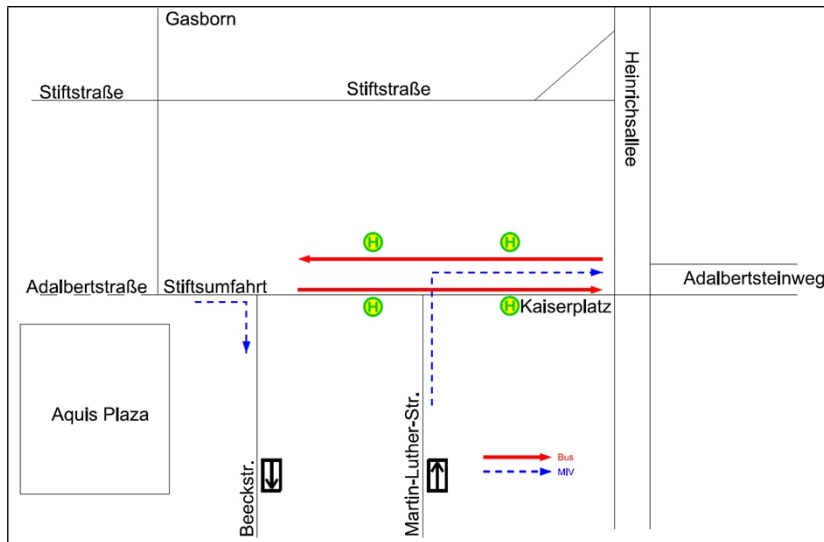 Gasborn
Stiftstraße
Stiftstraße
Heinrichsallee
H
H
Adalbertstraße
Stiftsumfahrt
Adalbertsteinweg
H
H
Kaiserplatz
Aquis Plaza
Beeckstr.
Martin-Luther-Str.
Bus
MIV